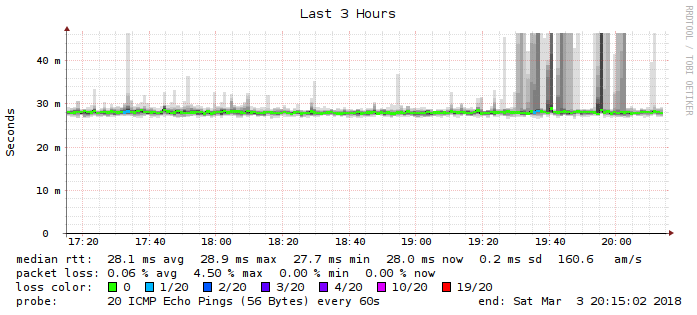 Last 3 Hours
RRDTOOL / TOBI OETIKER
Seconds
40 m
30 m
20 m
10 m
0
17:20 17:40 18:00 18:20 18:40 19:00 19:20 19:40 20:00
median rtt: 28.1 ms avg 28.9 ms max 27.7 ms min 28.0 ms now 0.2 ms sd 160.6 am/s
packet loss: 0.06 % avg 4.50 % max 0.00 % min 0.00 % now
loss color: 0 1/20 2/20 3/20 4/20 10/20 19/20
probe: 20 ICMP Echo Pings (56 Bytes) every 60s end: Sat Mar 3 20:15:02 2018